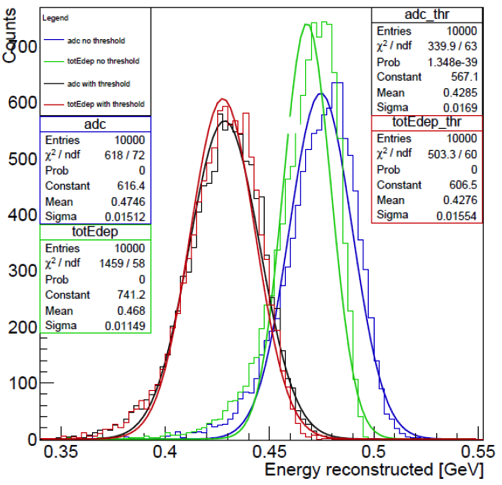 Counts
Legend
adc no threshold
totEdep no threshold
adc with threshold
totEdep with threshold
adc
Entries 10000
χ² / ndf 618 / 72
Prob 0
Constant 616.4
Mean 0.4746
Sigma 0.01512
totEdep
Entries 10000
χ² / ndf 1459 / 58
Prob 0
Constant 741.2
Mean 0.468
Sigma 0.01149
adc_thr
Entries 10000
χ² / ndf 339.9 / 63
Prob 1.348e-39
Constant 567.1
Mean 0.4285
Sigma 0.0169
totEdep_thr
Entries 10000
χ² / ndf 503.3 / 60
Prob 0
Constant 606.5
Mean 0.4276
Sigma 0.01554
700
600
500
400
300
200
100
0
0.35 0.4 0.45 0.5 0.55
Energy reconstructed [GeV]